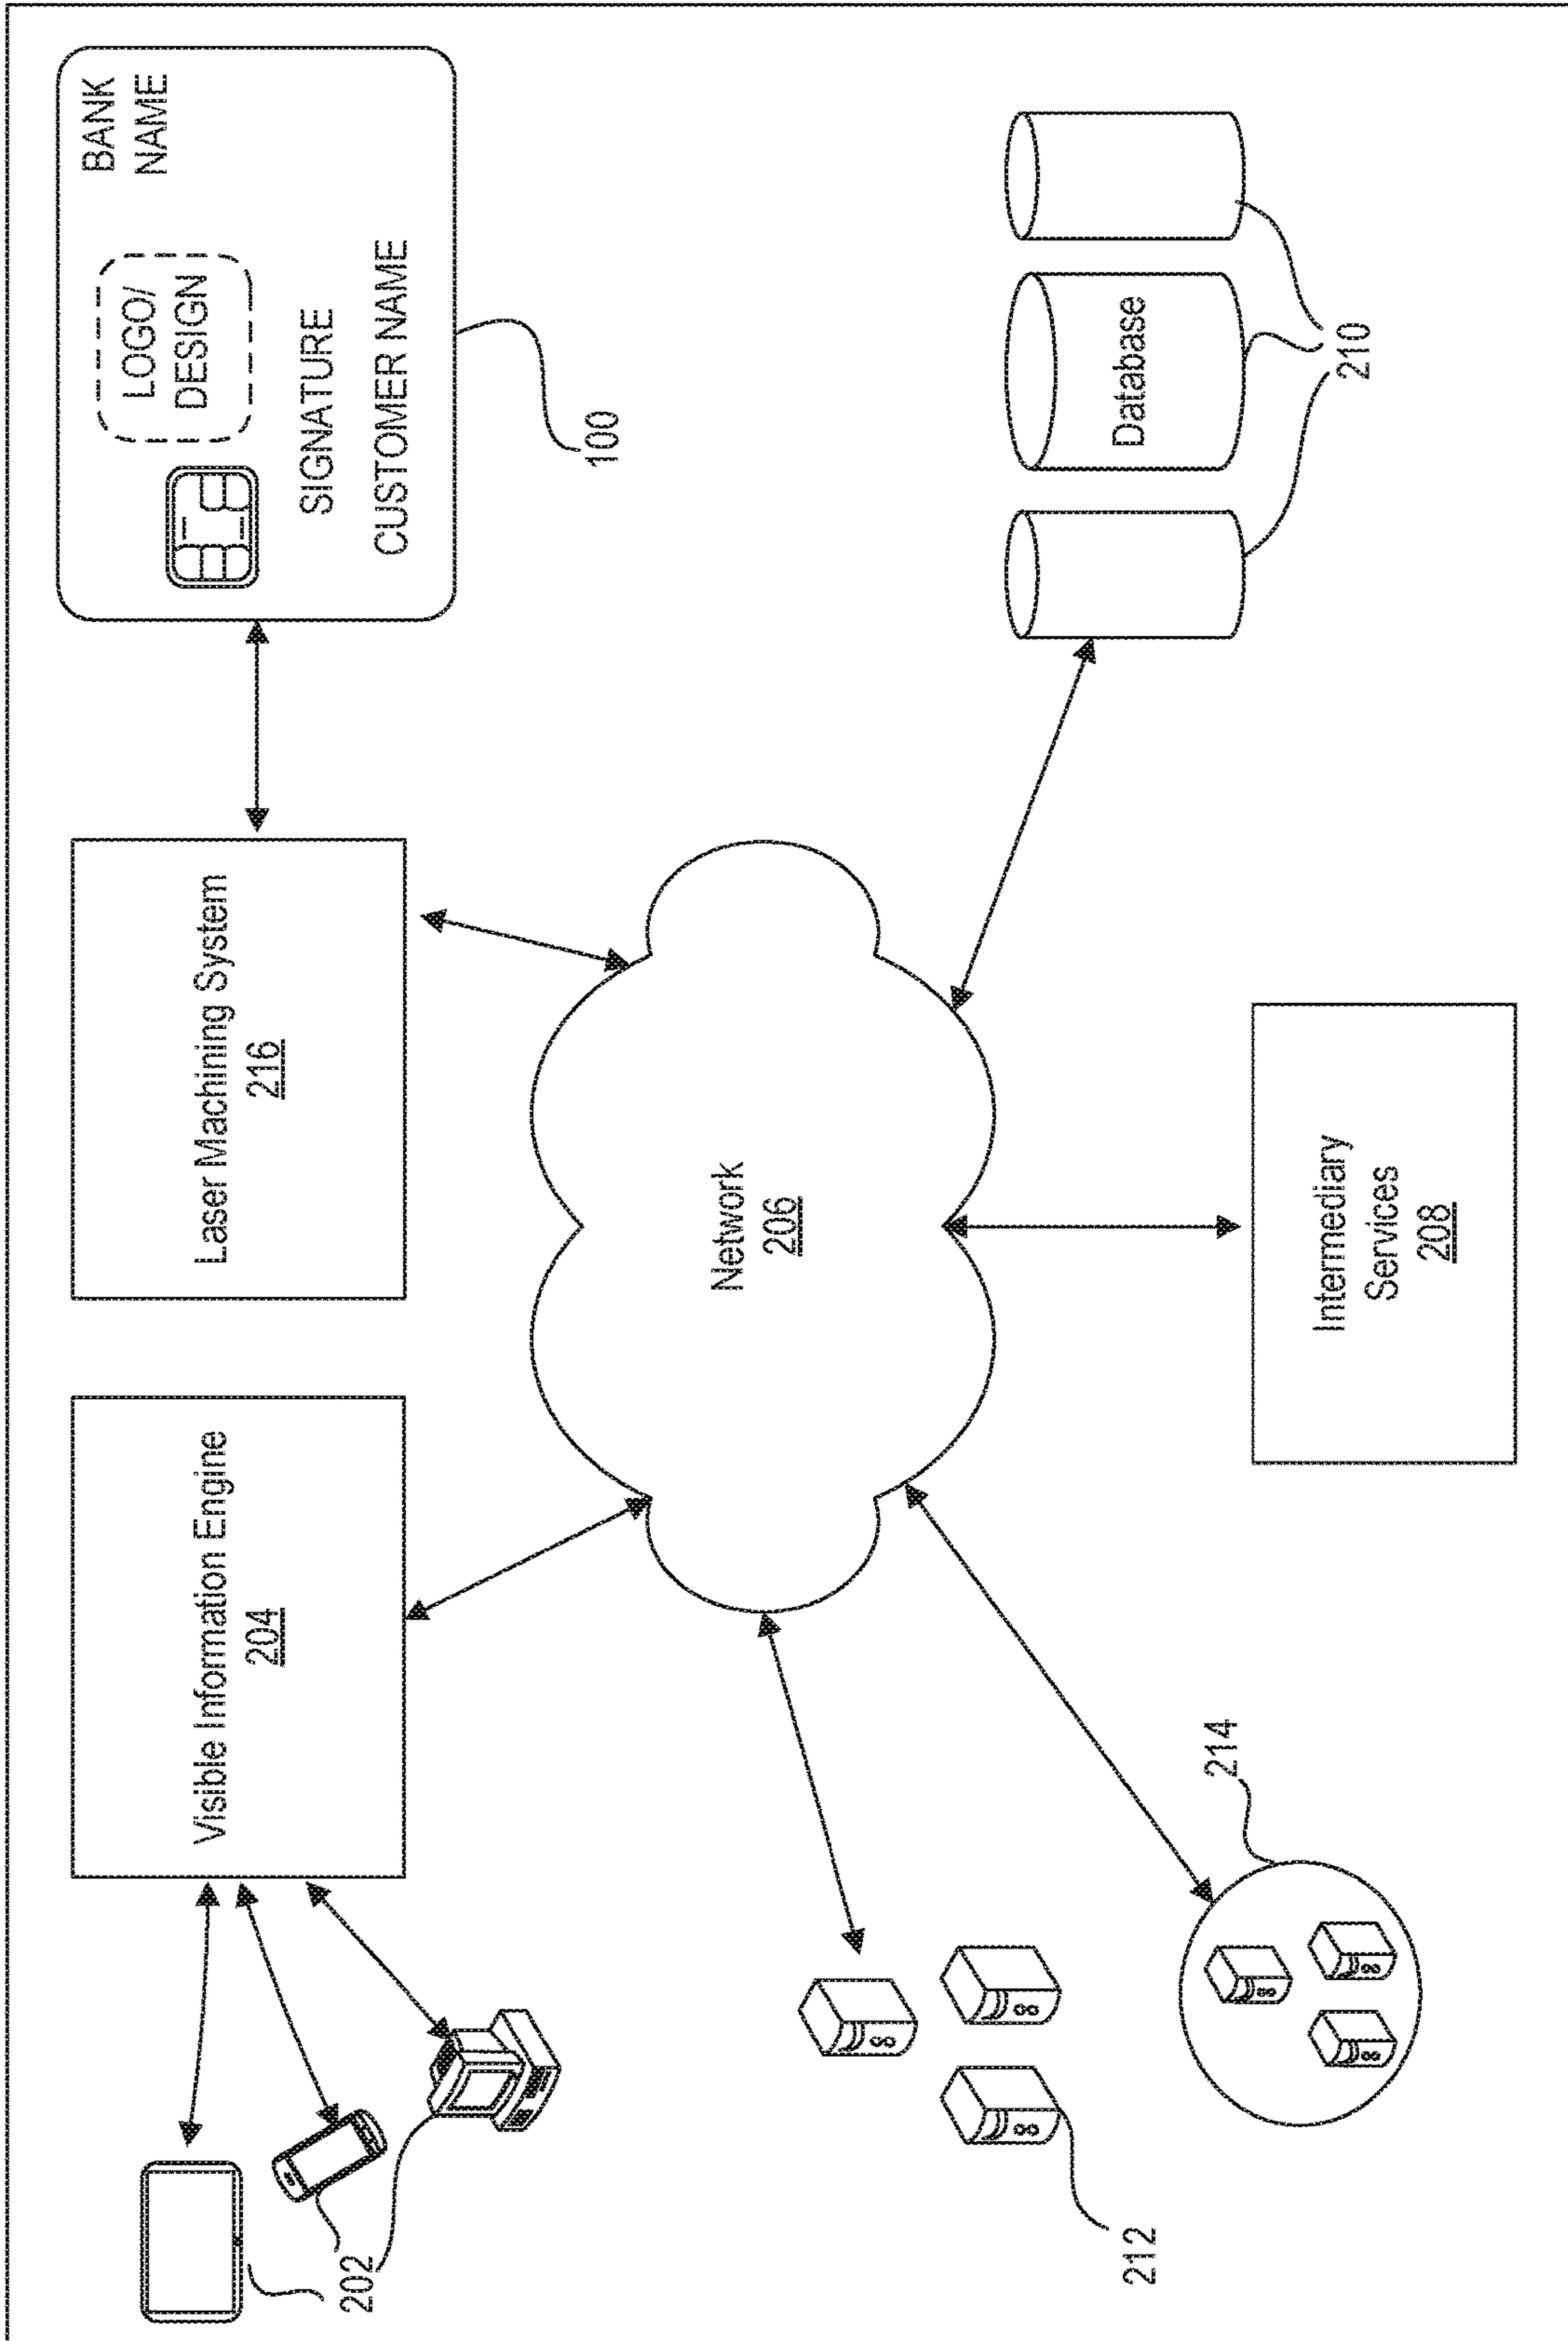 202
Visible Information Engine
204
Laser Machining System
216
LOGO/
DESIGN
BANK
NAME
SIGNATURE
CUSTOMER NAME
100
Network
206
212
214
Intermediary
Services
208
Database
210